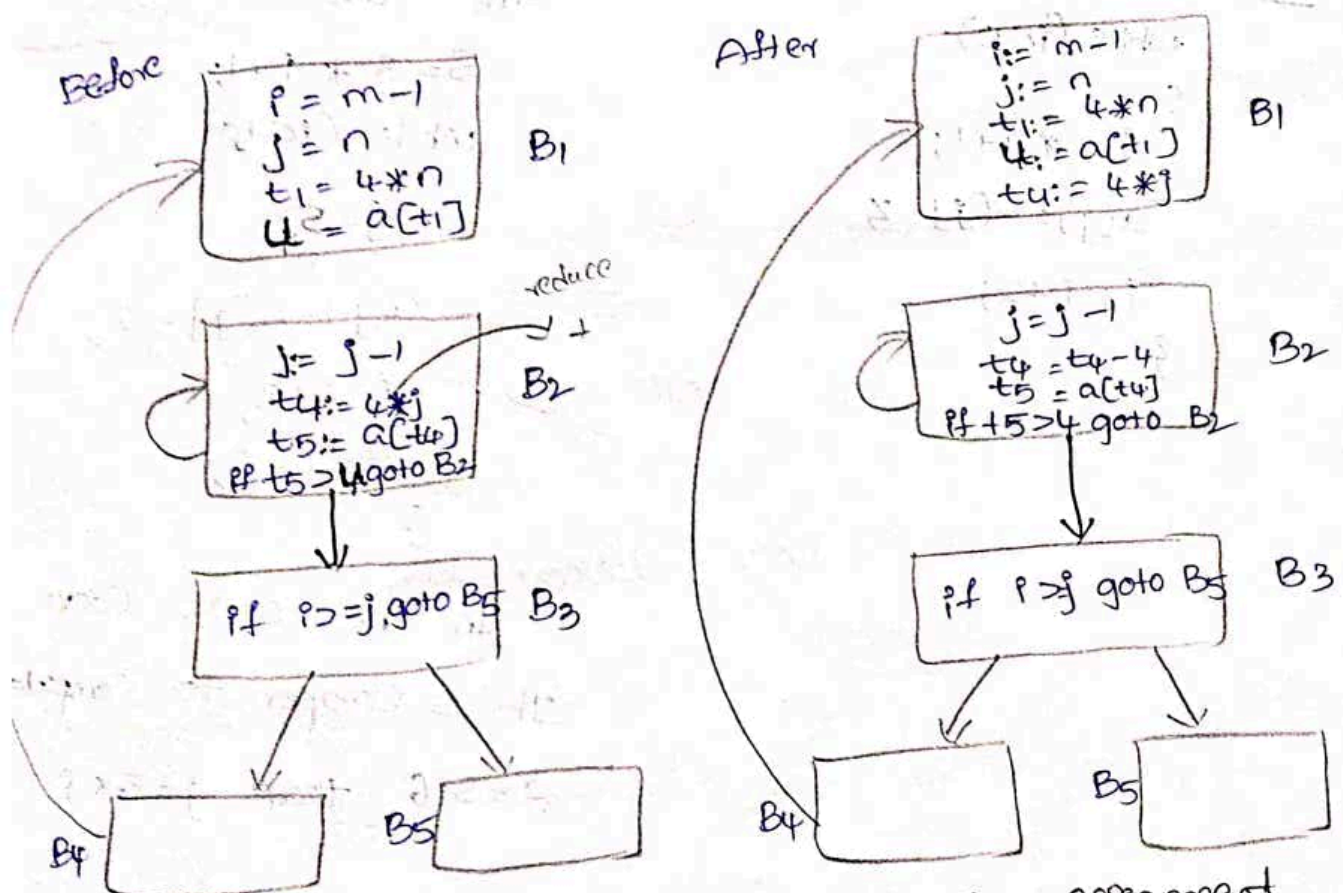 Before
i = m-1
j = n
t1 = 4*n
u = a[t1]
B1
reduce
j:= j-1
t4:= 4*j
t5:= a[t4]
if t5>u goto B2
B2
if i>=j, goto B5
B3
B4
B5
After
i:= m-1
j:= n
t1:= 4*n
u:= a[t1]
t4:= 4*j
B1
j=j-1
t4 = t4-4
t5 = a[t4]
if t5>4 goto B2
B2
if i>j goto B5
B3
B4
B5